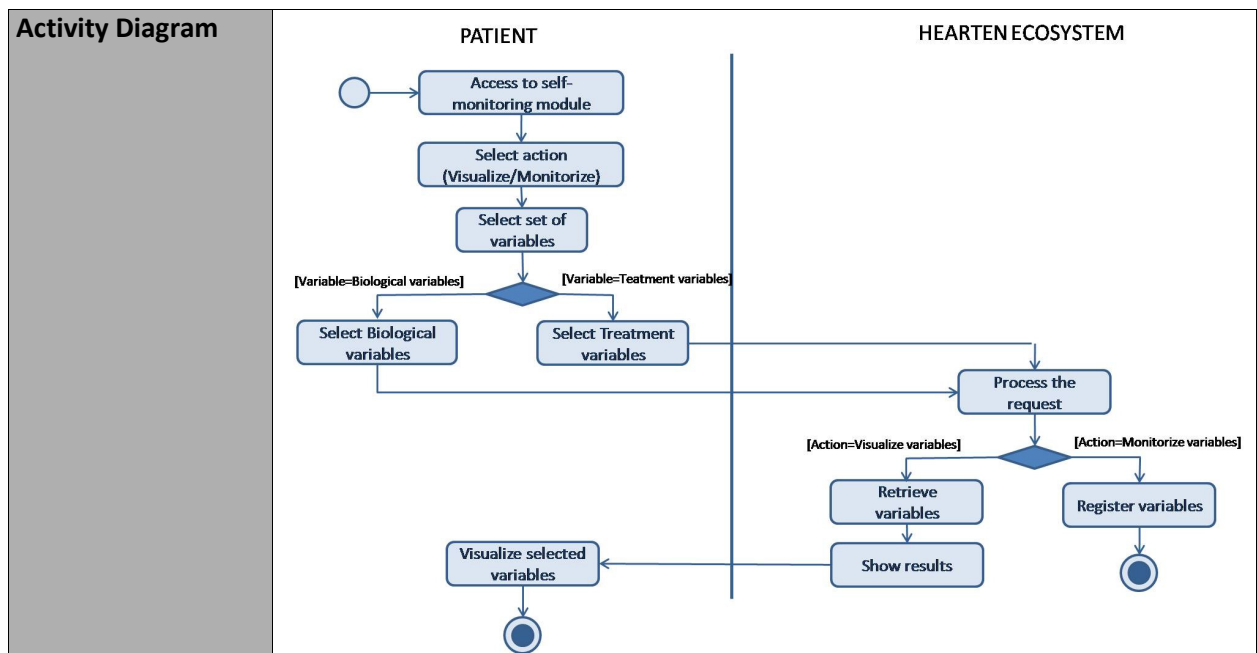 Activity Diagram
PATIENT
HEARTEN ECOSYSTEM
Access to self-
monitoring module
Select action
(Visualize/Monitorize)
Select set of
variables
[Variable=Biological variables]
[Variable=Teatment variables]
Select Biological
variables
Select Treatment
variables
Process the
request
[Action=Visualize variables]
[Action=Monitorize variables]
Retrieve
variables
Register variables
Visualize selected
variables
Show results